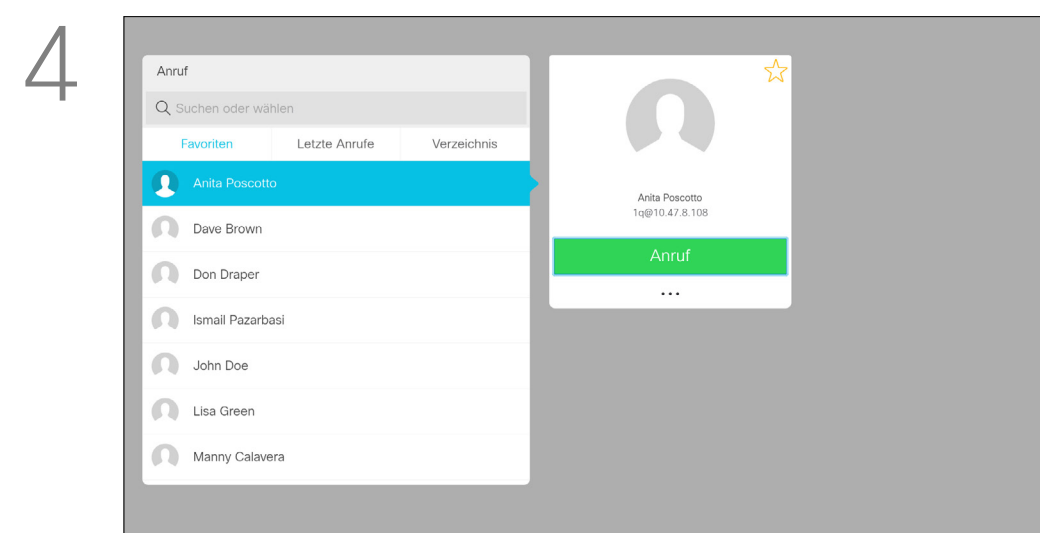 4
Anruf
Suchen oder wählen
Favoriten Letzte Anrufe Verzeichnis
Anita Poscotto
Dave Brown
Don Draper
Ismail Pazarbasi
John Doe
Lisa Green
Manny Calavera
Anita Poscotto
1q@10.47.8.108
Anruf
...